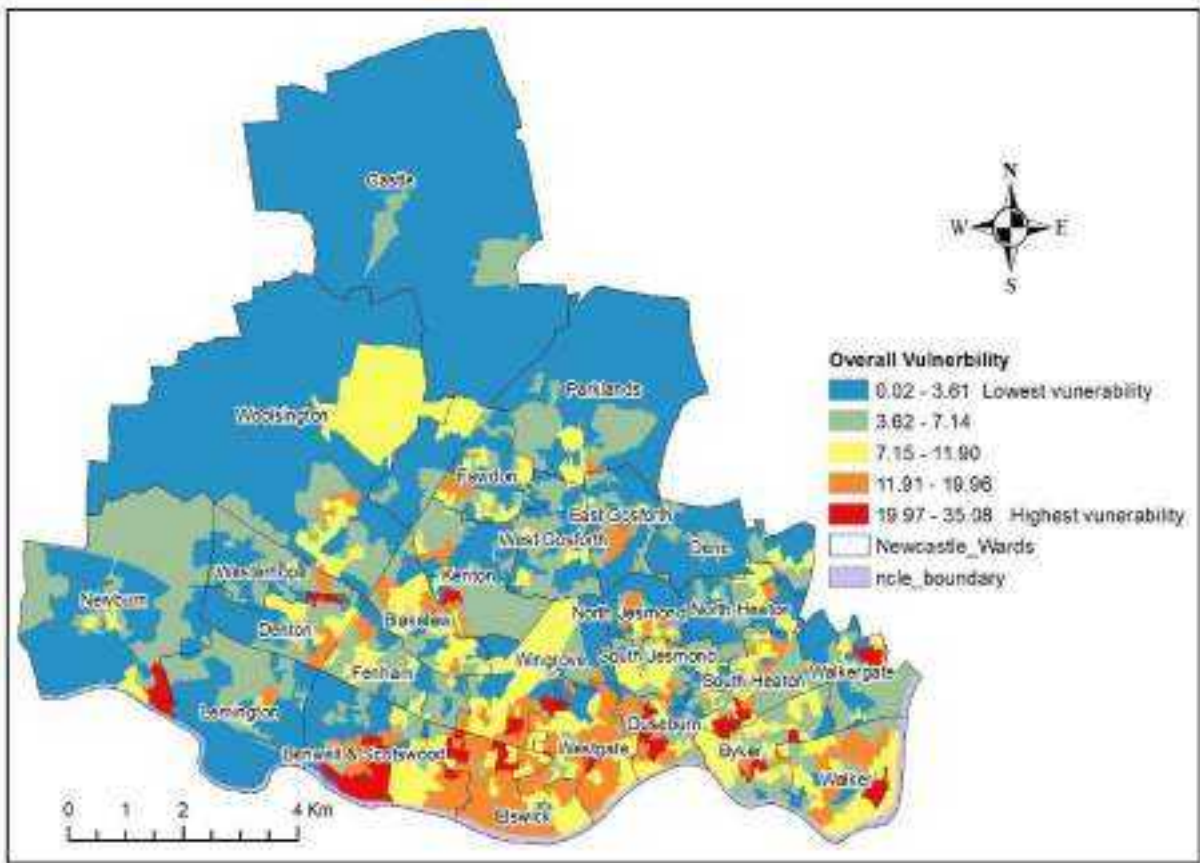 Castle
N
W E
S
Overall Vulnerbility
0.02 - 3.61 Lowest vunerability
3.62 - 7.14
7.15 - 11.90
11.91 - 19.96
19.97 - 35.08 Highest vunerability
Newcastle_Wards
ncle_boundary
Parklands
Woolsington
Fawdon
East Gosforth
West Gosforth
Dene
Westerhope
Kenton
Newburn
Blakelaw
North Jesmond
North Heaton
Denton
Wingrove
South Jesmond
Fenham
South Heaton
Walkergate
Lemington
Ouseburn
Benwell & Scotswood
Westgate
Byker
Walker
Elswick
0 1 2 4 Km